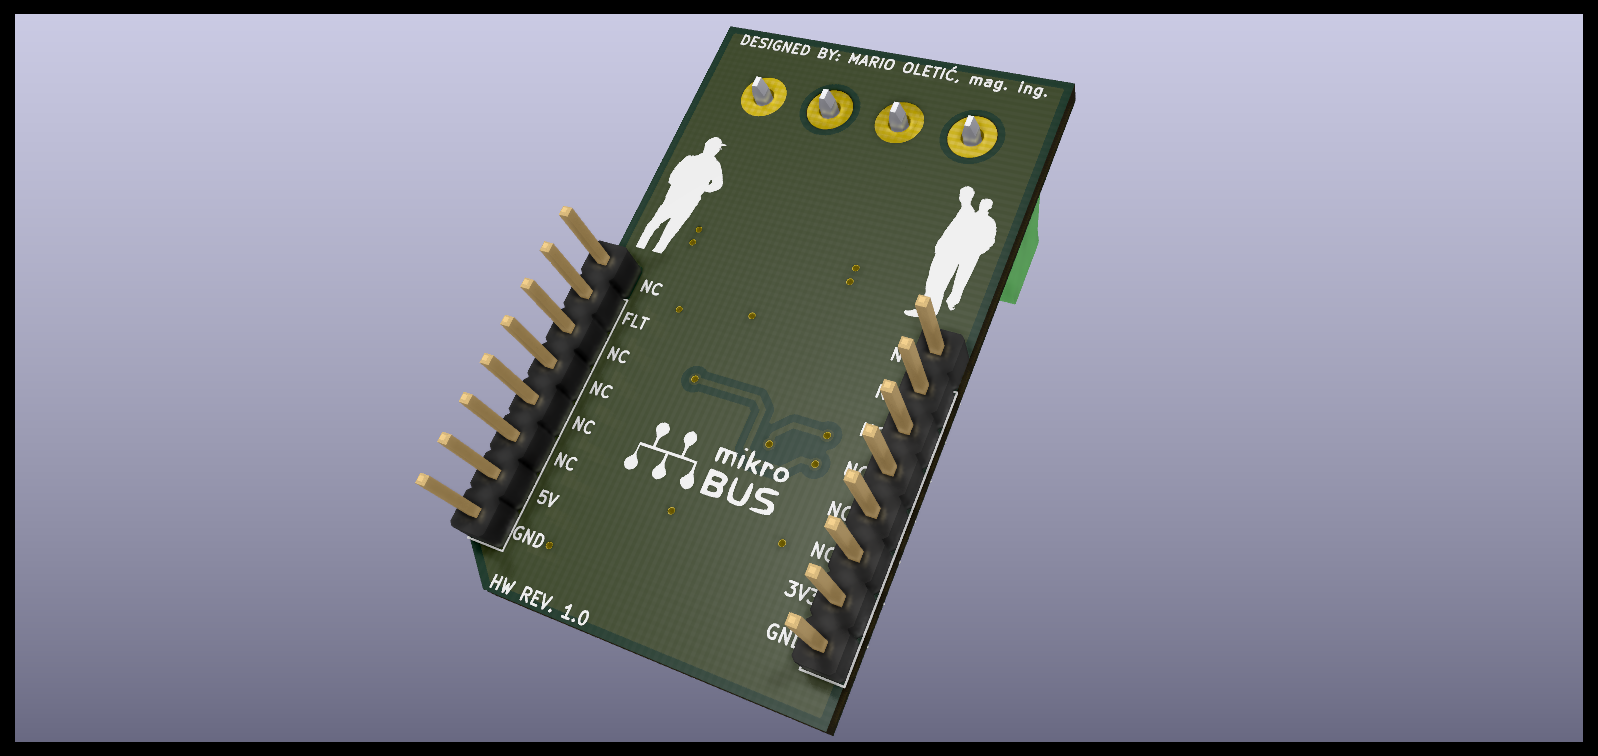 DESIGNED BY: MARIO OLETIĆ, mag. ing.
NC
FLT
NC
NC
NC
NC
5V
GND
mikro
BUS
NC
NC
NC
3V3
GND
HW REV. 1.0